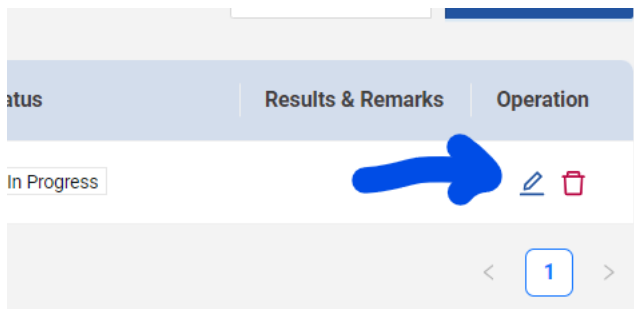 atus Results & Remarks Operation
In Progress
< 1 >